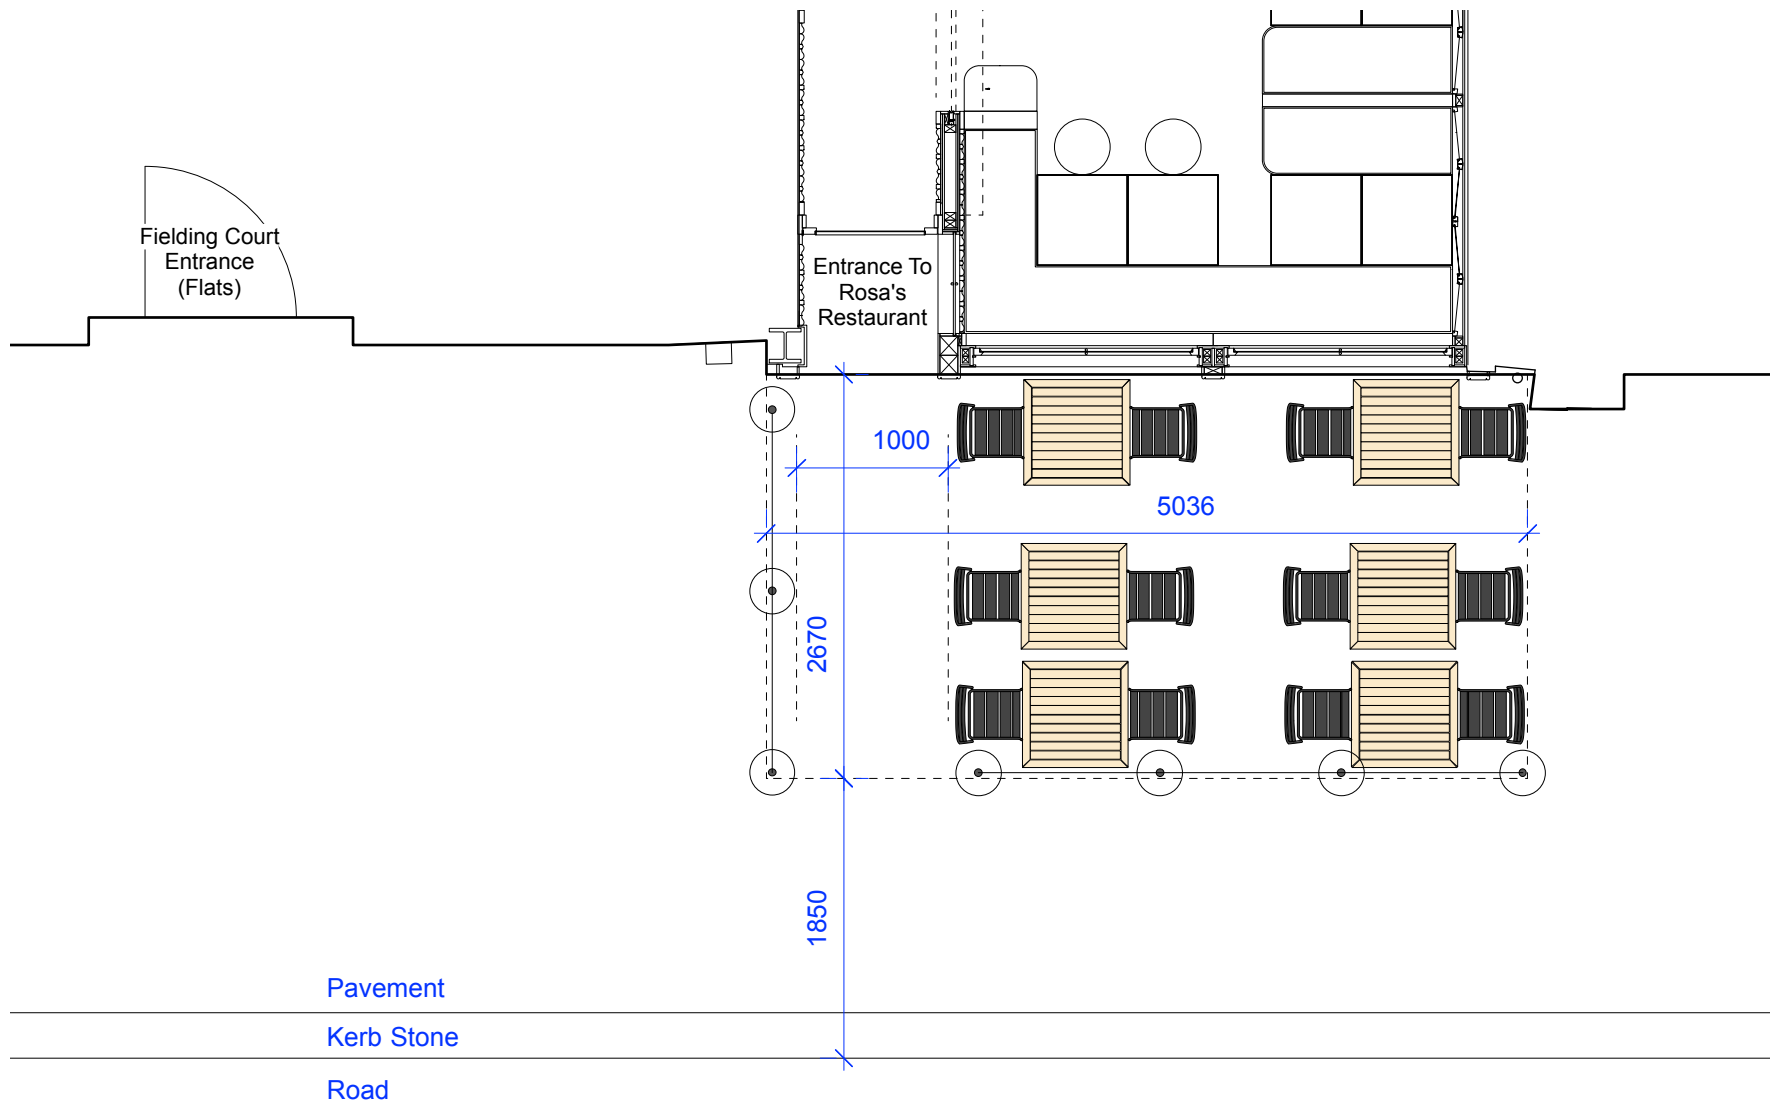 Fielding Court
Entrance
(Flats)
Entrance To
Rosa's
Restaurant
1000
5036
2670
1850
Pavement
Kerb Stone
Road